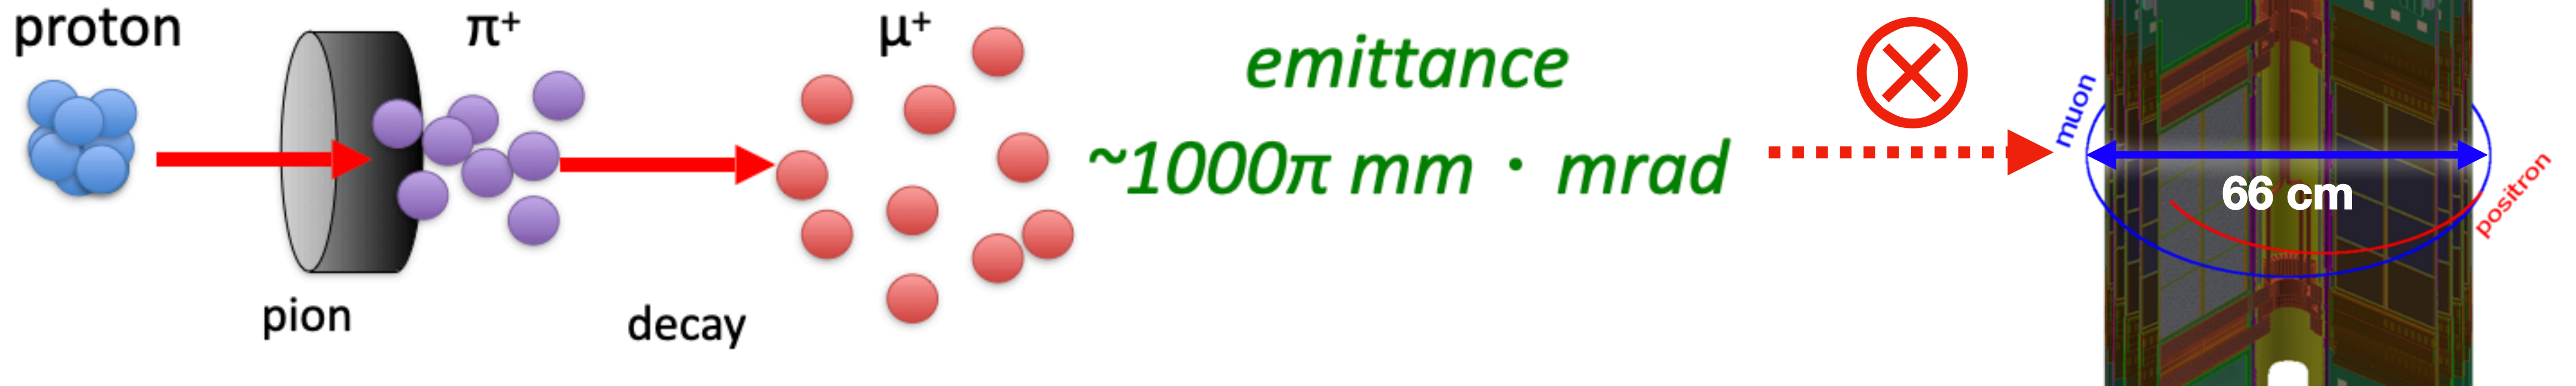 proton
π⁺
μ⁺
pion
decay
emittance
~1000π mm・mrad
muon
66 cm
positron